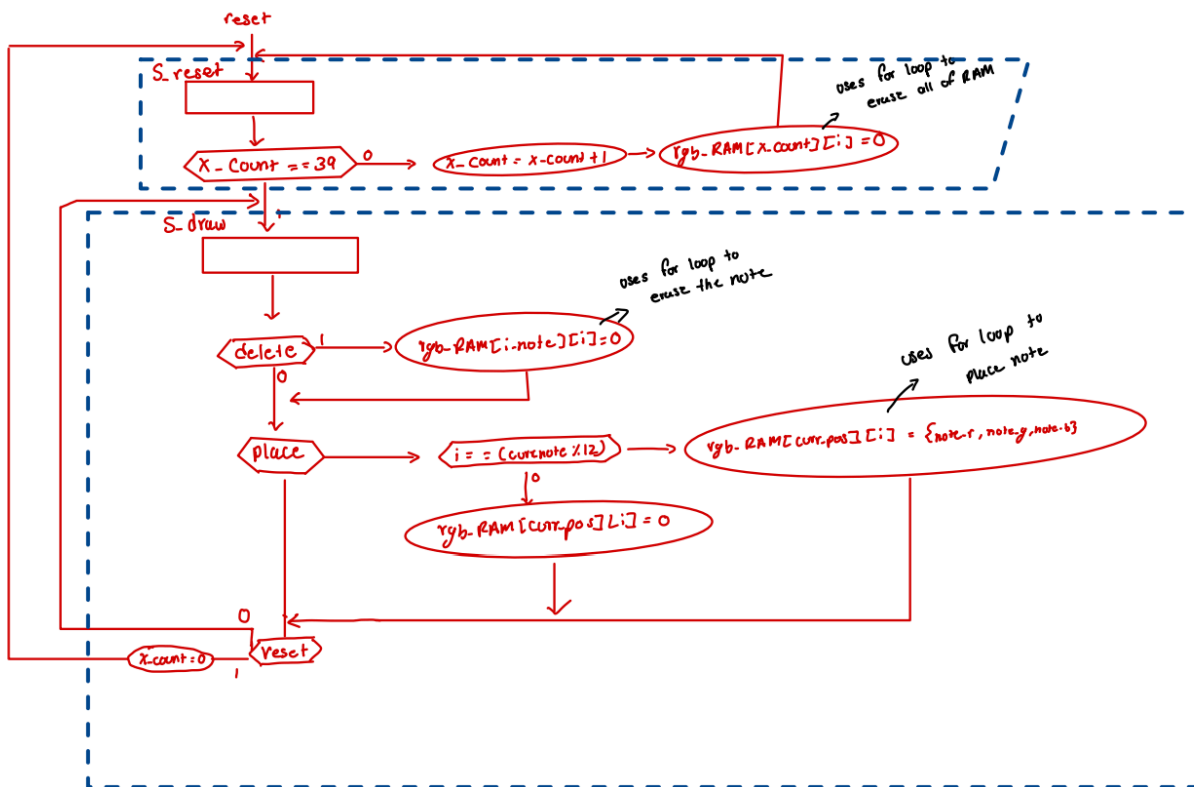 reset
S_reset
uses for loop to
erase all of RAM
x_count == 39
0
x_count = x_count + 1
rgb_RAM[x_count][i] = 0
1
S_draw
uses for loop to
erase the note
delete
1
rgb_RAM[i_note][i] = 0
0
uses for loop to
place note
place
i == (curr_note % 12)
rgb_RAM[curr_pos][i] = {note_r, note_g, note_b}
0
rgb_RAM[curr_pos][i] = 0
0
reset
x_count = 0
1